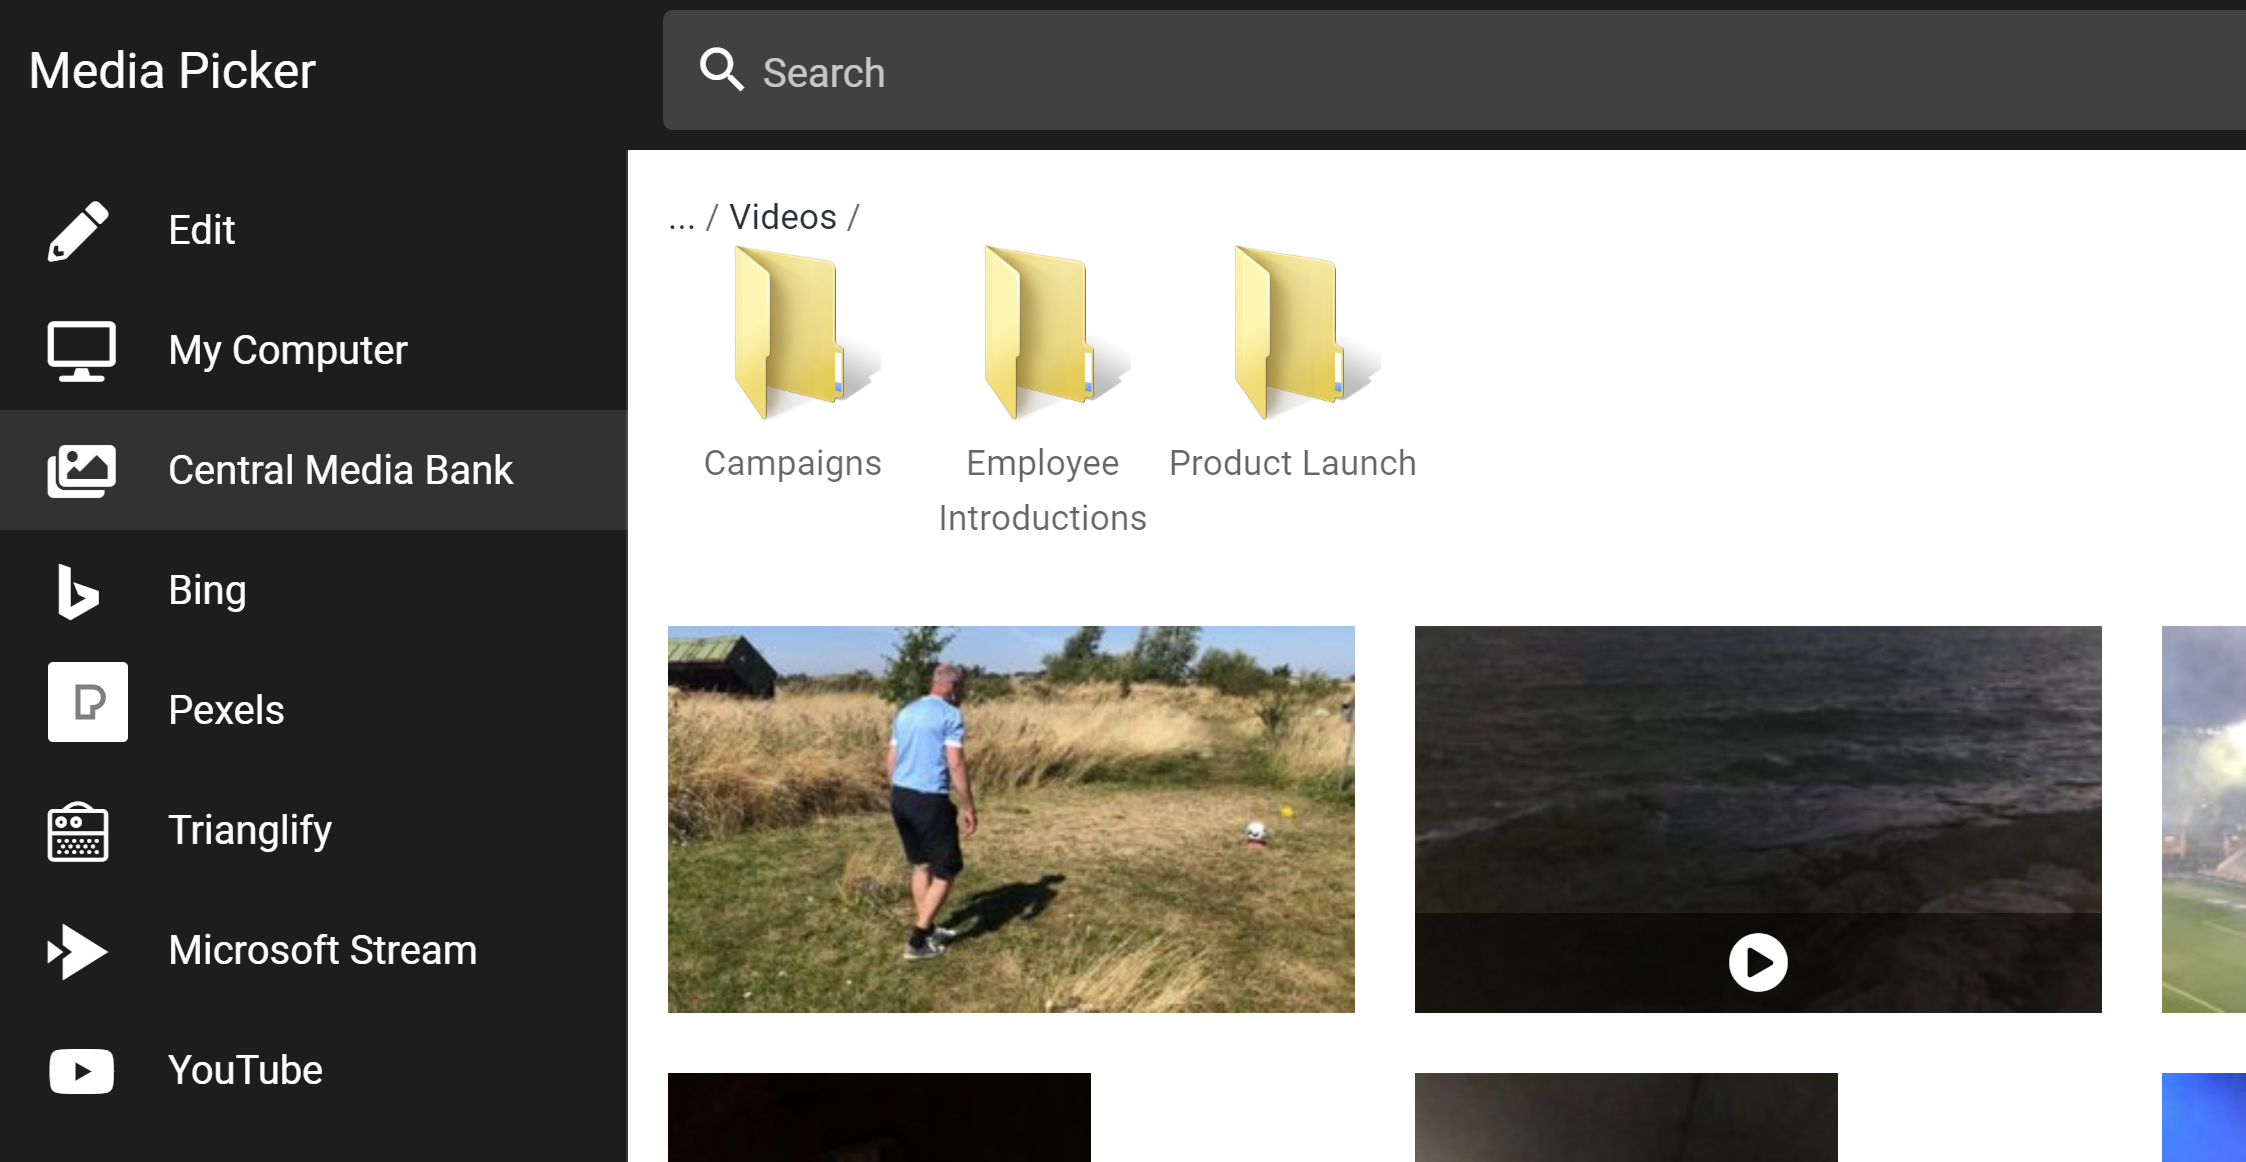 Media Picker
Search
Edit
My Computer
Central Media Bank
Bing
Pexels
Trianglify
Microsoft Stream
YouTube
... / Videos /
Campaigns
Employee
Introductions
Product Launch